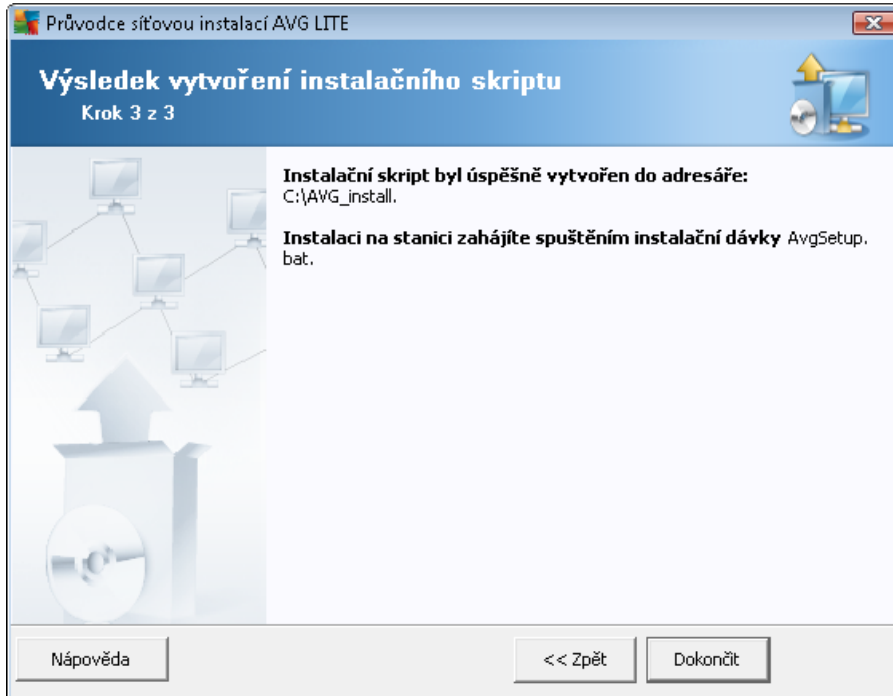 Průvodce síťovou instalací AVG LITE
Výsledek vytvoření instalačního skriptu
Krok 3 z 3
Instalační skript byl úspěšně vytvořen do adresáře:
C:\AVG_install.
Instalaci na stanici zahájíte spuštěním instalační dávky AvgSetup.
bat.
Nápověda
<< Zpět
Dokončit